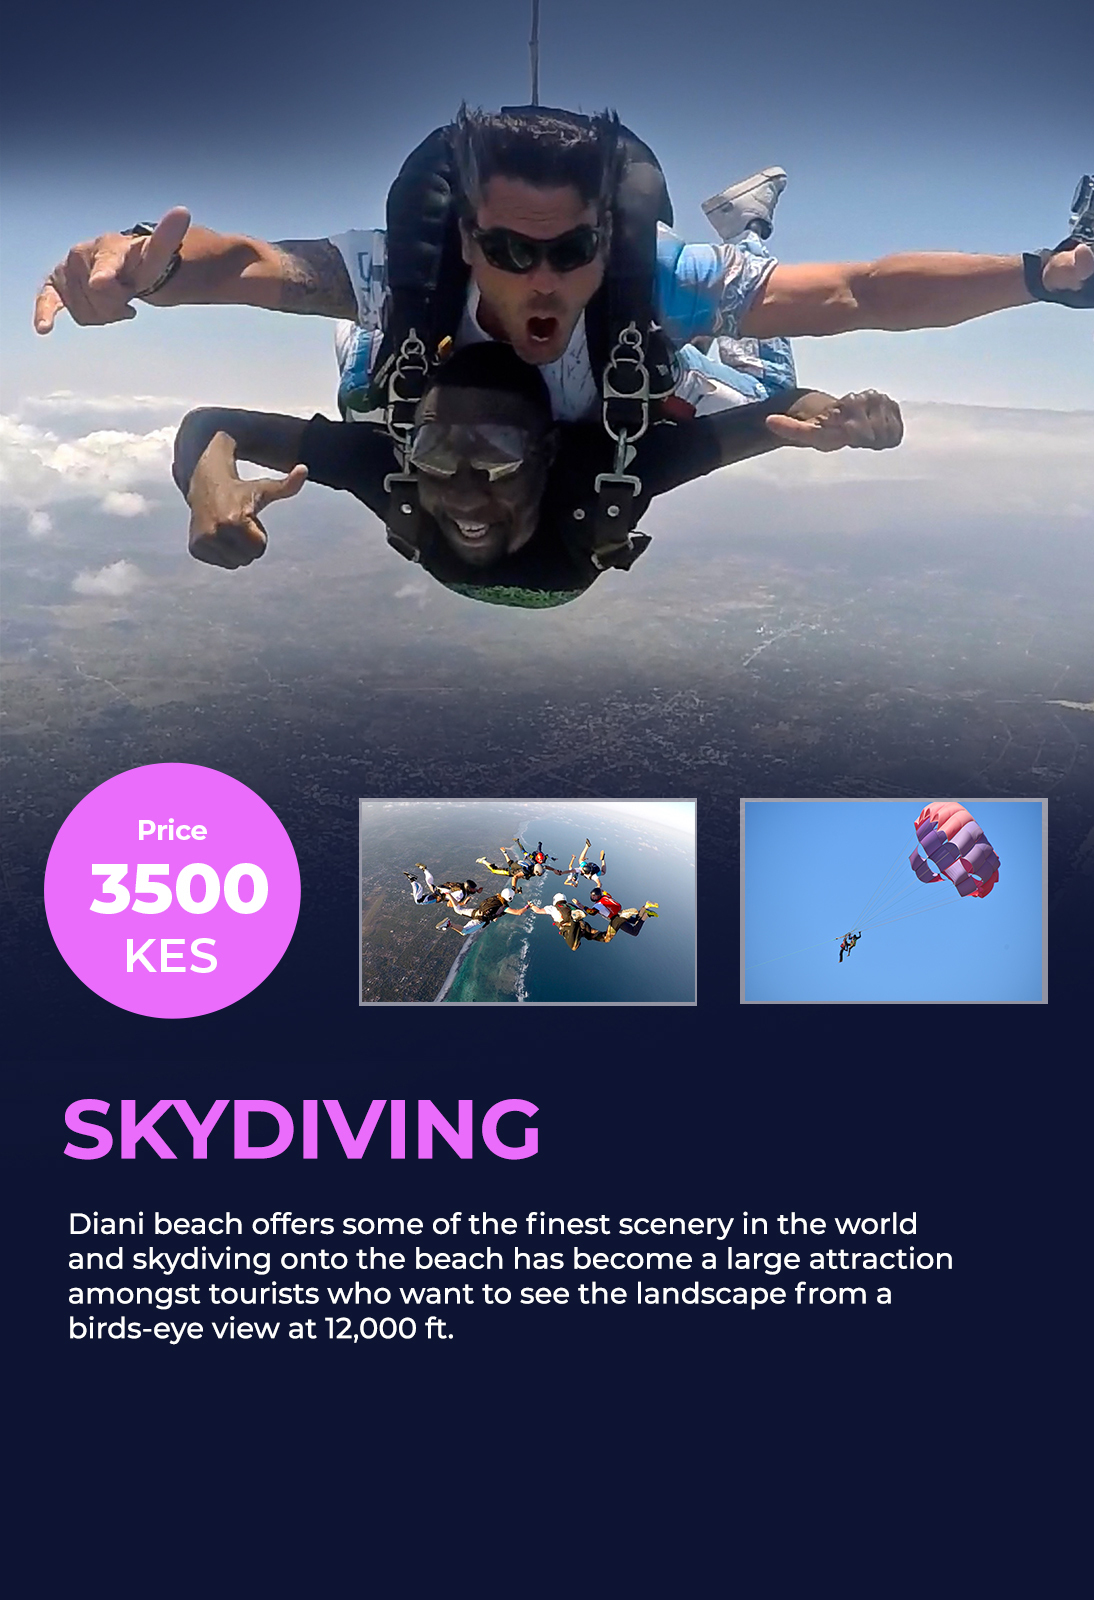 Price
3500
KES
SKYDIVING
Diani beach offers some of the finest scenery in the world
and skydiving onto the beach has become a large attraction
amongst tourists who want to see the landscape from a
birds-eye view at 12,000 ft.